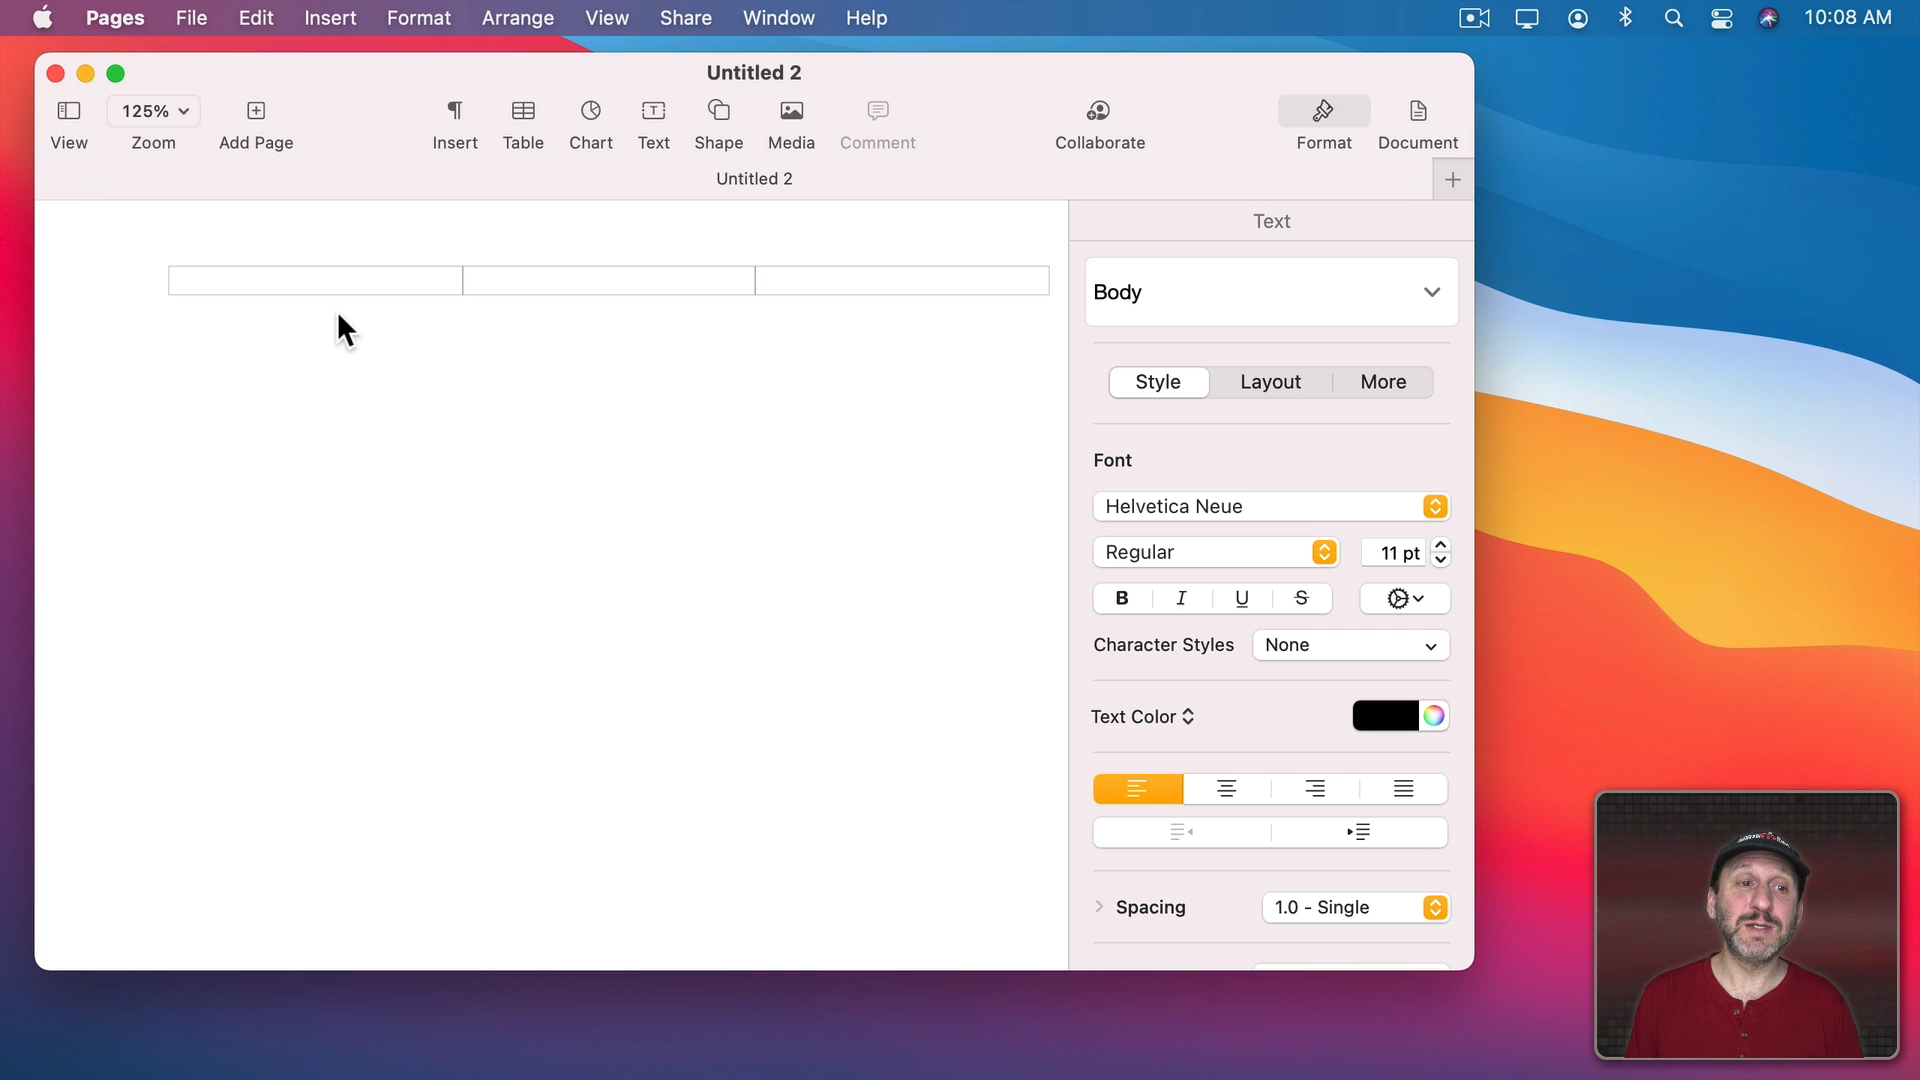 Pages File Edit Insert Format Arrange View Share Window Help 10:08 AM
Untitled 2
125%
View Zoom Add Page Insert Table Chart Text Shape Media Comment Collaborate Format Document
Untitled 2
Text
Body
Style Layout More
Font
Helvetica Neue
Regular 11 pt
B I U S
Character Styles None
Text Color
Spacing 1.0 - Single